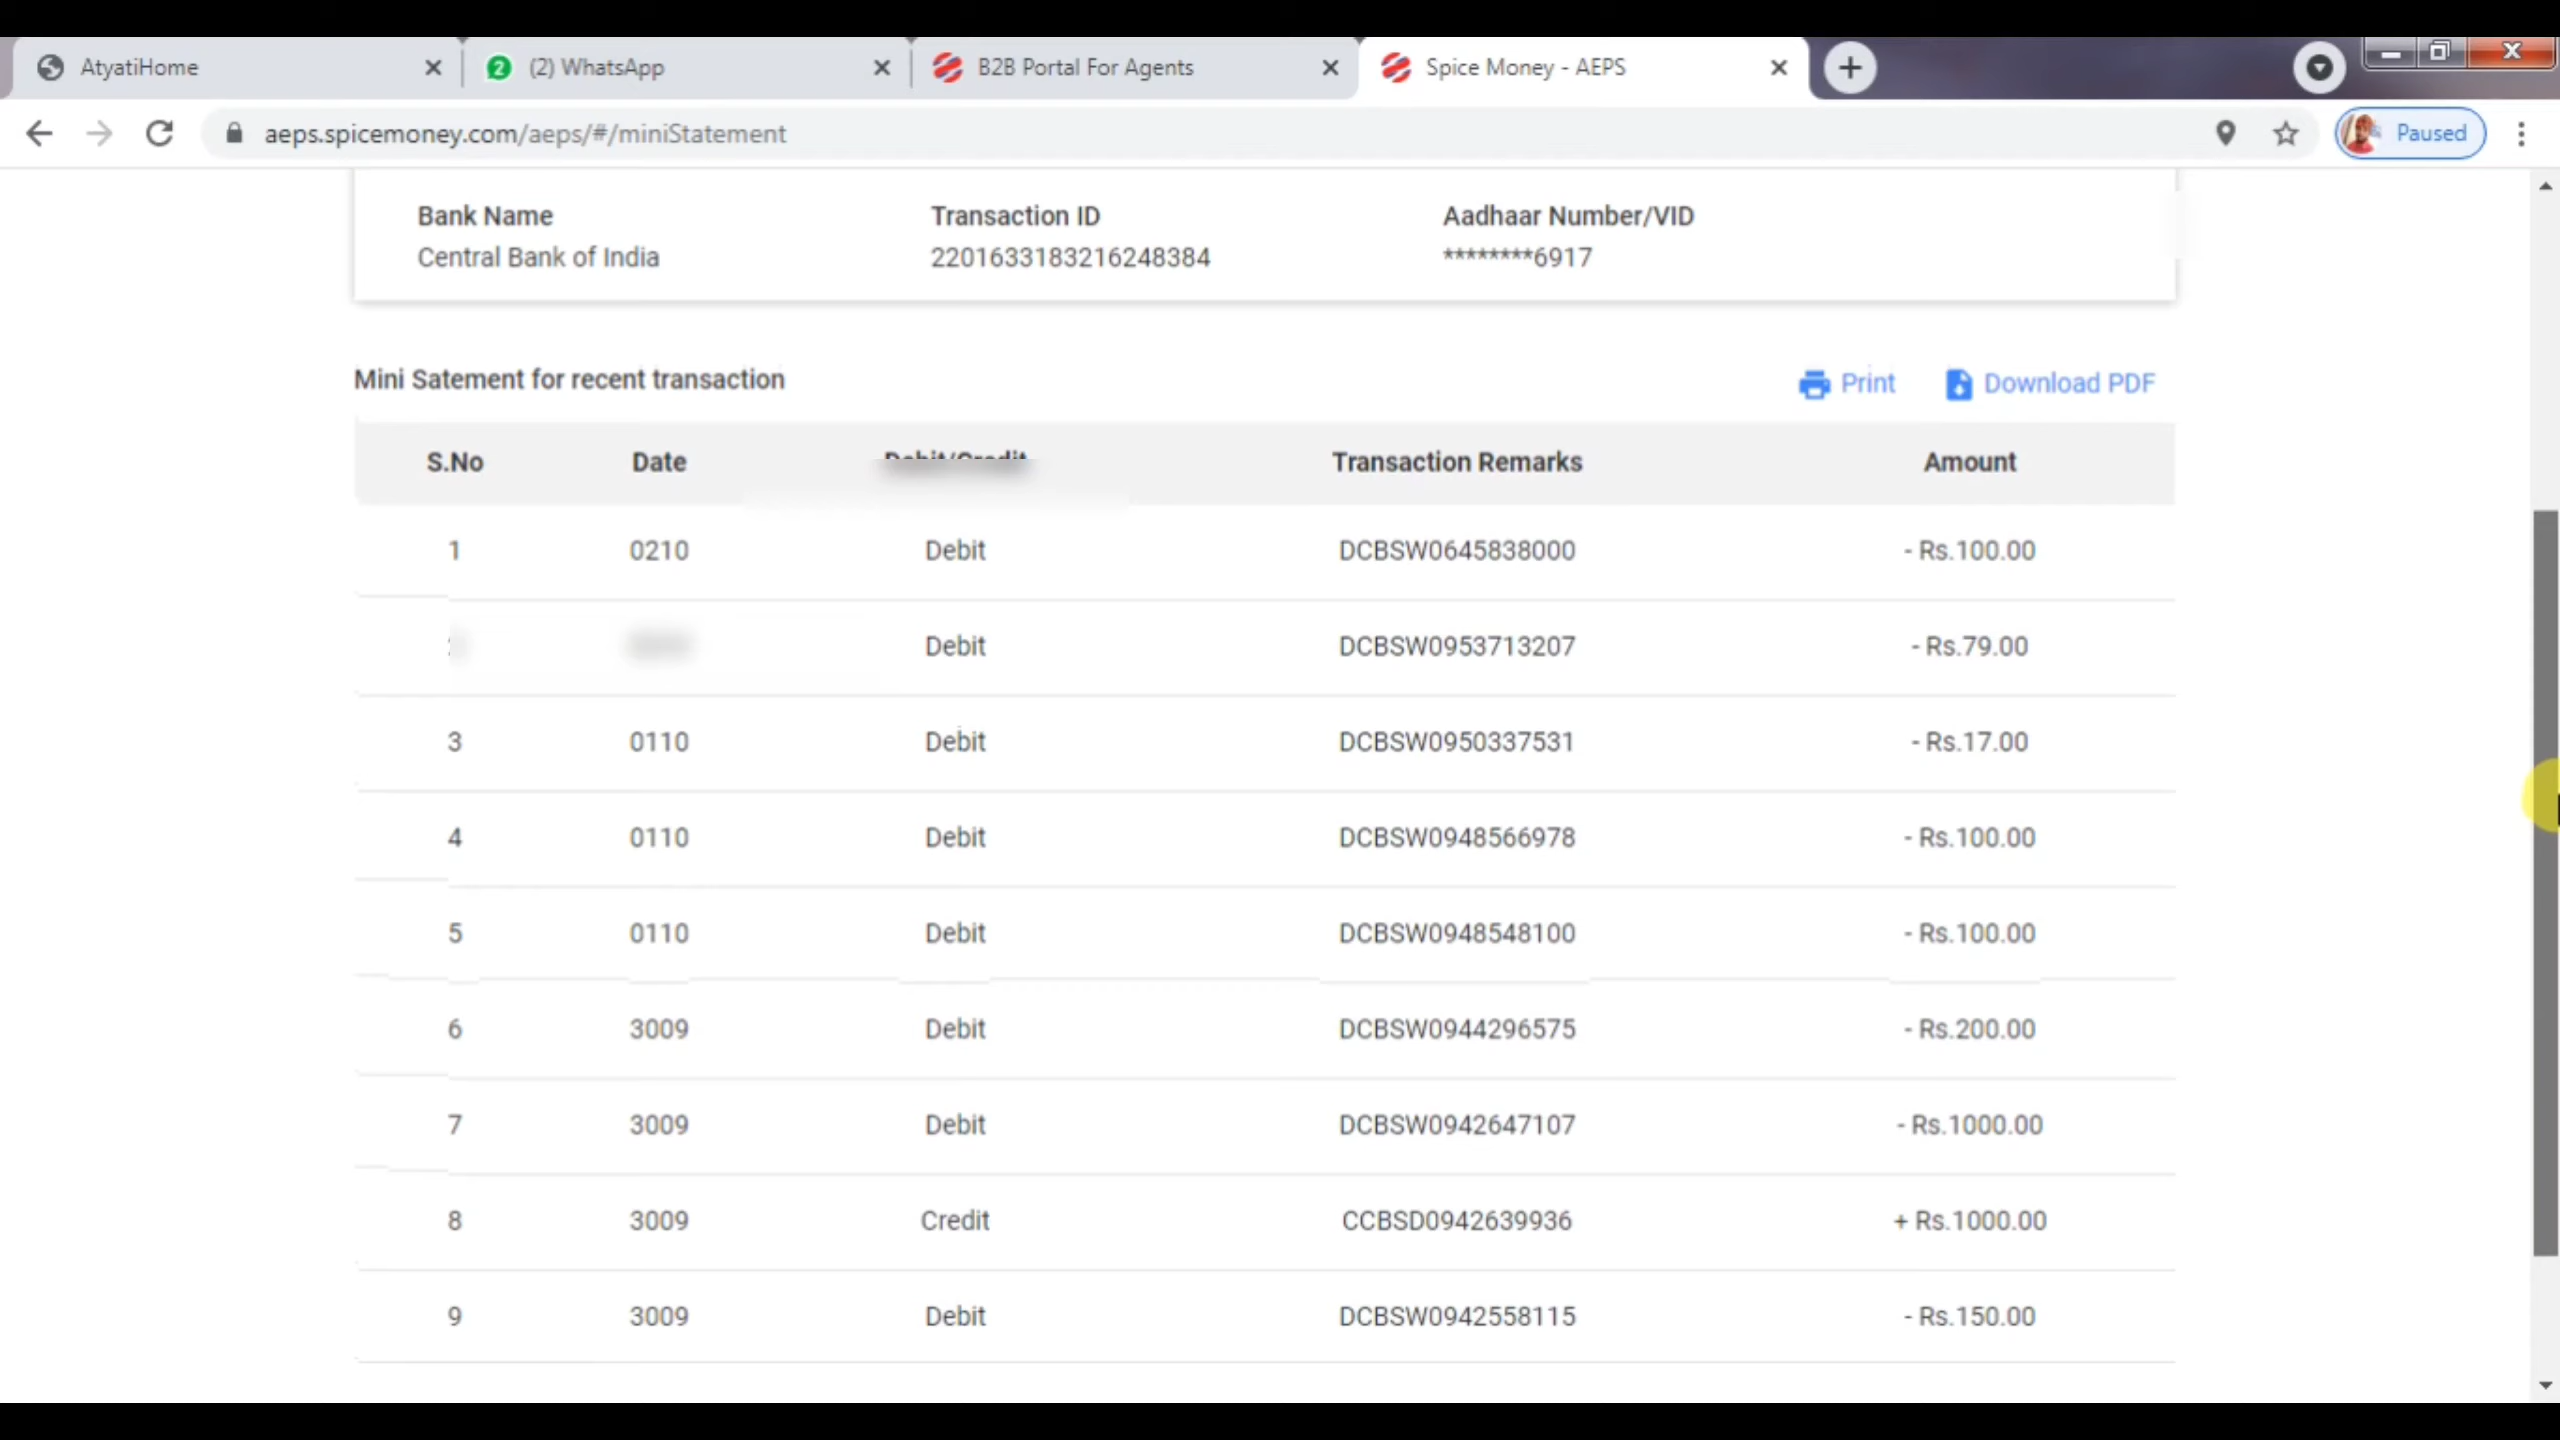 AtyatiHome
2 (2) WhatsApp
B2B Portal For Agents
Spice Money - AEPS
aeps.spicemoney.com/aeps/#/miniStatement
Paused
Bank Name Transaction ID Aadhaar Number/VID
Central Bank of India 2201633183216248384 ********6917
Mini Satement for recent transaction Print Download PDF
S.No Date Debit/Credit Transaction Remarks Amount
1 0210 Debit DCBSW0645838000 - Rs.100.00
Debit DCBSW0953713207 - Rs.79.00
3 0110 Debit DCBSW0950337531 - Rs.17.00
4 0110 Debit DCBSW0948566978 - Rs.100.00
5 0110 Debit DCBSW0948548100 - Rs.100.00
6 3009 Debit DCBSW0944296575 - Rs.200.00
7 3009 Debit DCBSW0942647107 - Rs.1000.00
8 3009 Credit CCBSD0942639936 + Rs.1000.00
9 3009 Debit DCBSW0942558115 - Rs.150.00